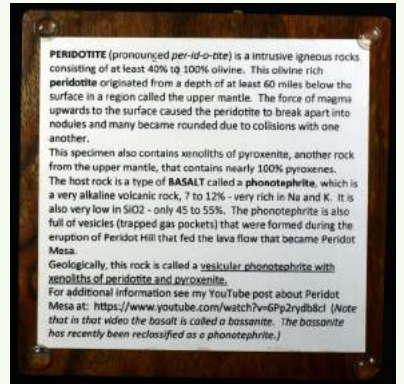 PERIDOTITE (pronounced per-id-o-tite) is a intrusive igneous rocks
consisting of at least 40% to 100% olivine. This olivine rich
peridotite originated from a depth of at least 60 miles below the
surface in a region called the upper mantle. The force of magma
upwards to the surface caused the peridotite to break apart into
nodules and many became rounded due to collisions with one
another.
This specimen also contains xenoliths of pyroxenite, another rock
from the upper mantle, that contains nearly 100% pyroxenes.
The host rock is a type of BASALT called a phonotephrite, which is
a very alkaline volcanic rock, 7 to 12% - very rich in Na and K. It is
also very low in SiO2 - only 45 to 55%. The phonotephrite is also
full of vesicles (trapped gas pockets) that were formed during the
eruption of Peridot Hill that fed the lava flow that became Peridot
Mesa.
Geologically, this rock is called a vesicular phonotephrite with
xenoliths of peridotite and pyroxenite.
For additional information see my YouTube post about Peridot
Mesa at: https://www.youtube.com/watch?v=6Pp2rydb8cI (Note
that in that video the basalt is called a bassanite. The bassanite
has recently been reclassified as a phonotephrite.)